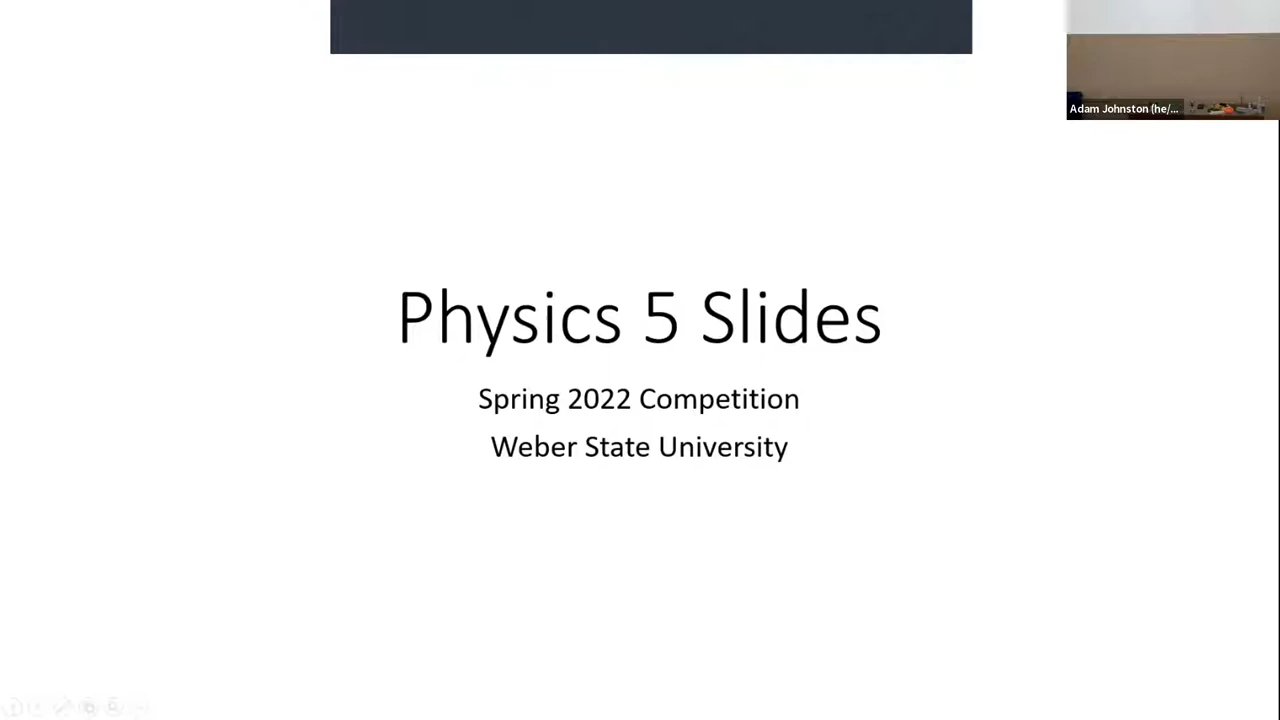 Adam Johnston (he/...
Physics 5 Slides
Spring 2022 Competition
Weber State University